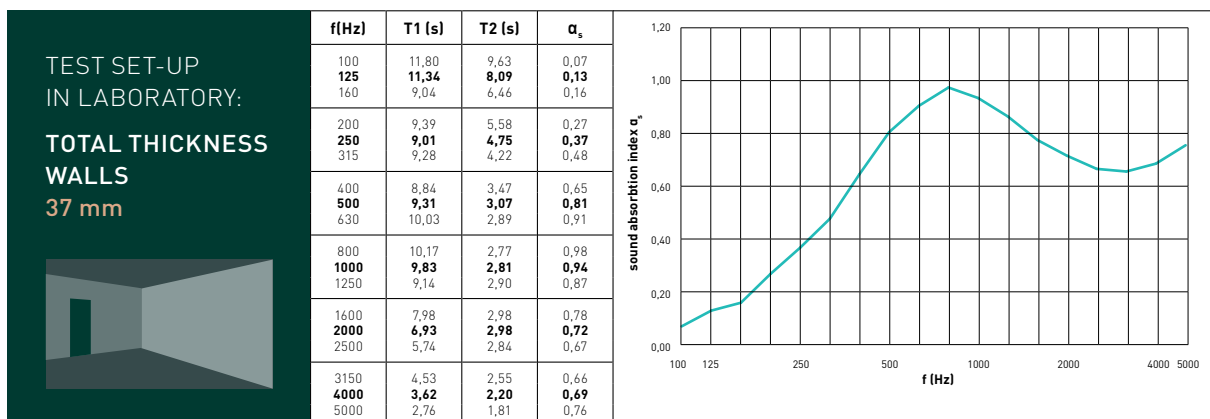 TEST SET-UP
IN LABORATORY:
TOTAL THICKNESS
WALLS
37 mm
f(Hz) T1 (s) T2 (s) αs
100 11,80 9,63 0,07
125 11,34 8,09 0,13
160 9,04 6,46 0,16
200 9,39 5,58 0,27
250 9,01 4,75 0,37
315 9,28 4,22 0,48
400 8,84 3,47 0,65
500 9,31 3,07 0,81
630 10,03 2,89 0,91
800 10,17 2,77 0,98
1000 9,83 2,81 0,94
1250 9,14 2,90 0,87
1600 7,98 2,98 0,78
2000 6,93 2,98 0,72
2500 5,74 2,84 0,67
3150 4,53 2,55 0,66
4000 3,62 2,20 0,69
5000 2,76 1,81 0,76
sound absorbtion index αs
1,20
1,00
0,80
0,60
0,40
0,20
0,00
100 125 250 500 1000 2000 4000 5000
f (Hz)